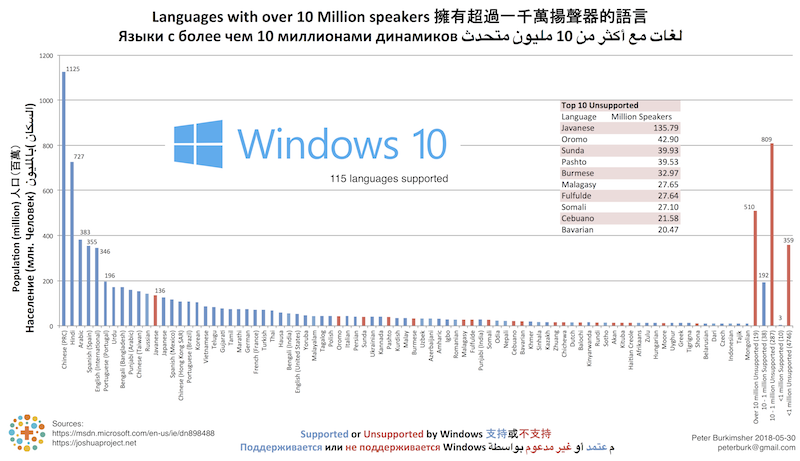 Languages with over 10 Million speakers 擁有超過一千萬揚聲器的語言
Языки с более чем 10 миллионами динамиков لغات مع أكثر من 10 مليون متحدث
Population (million) 人口 (百萬)
Население (млн. Человек) السكان (بالمليون)
1200
1000
800
600
400
200
0
1125
727
383
355
346
196
136
510
192
809
3
359
Windows 10
115 languages supported
Top 10 Unsupported
Language Million Speakers
Javanese 135.79
Oromo 42.90
Sunda 39.93
Pashto 39.53
Burmese 32.97
Malagasy 27.65
Fulfulde 27.64
Somali 27.10
Cebuano 21.58
Bavarian 20.47
Chinese (PRC)
Hindi
Arabic
Spanish (Spain)
English (International)
Portuguese (Portugal)
Urdu
Bengali (Bangladesh)
Punjabi (Arabic)
Chinese (Taiwan)
Russian
Javanese
Japanese
Spanish (Mexico)
Chinese (Hong Kong SAR)
Portuguese (Brazil)
Korean
Vietnamese
Telagu
Gujarati
Tamil
Marathi
German
French (France)
Turkish
Thai
Hausa
Bengali (India)
English (United States)
Yoruba
Malayalam
Tagalog
Polish
Oromo
Italian
Persian
Sunda
Ukrainian
Kannada
Pashto
Kurdish
Malay
Burmese
Uzbek
Azerbaijani
Amharic
Igbo
Romanian
Malagasy
Fulfulde
Punjabi (India)
Somali
Odia
Nepali
Cebuano
Bavarian
Khmer
Sinhala
Kazakh
Zhuang
Chichewa
Dutch
Balochi
Kinyarwanda
Rundi
Akan
Kituba
Haitian Creole
Afrikaans
Zulu
Hungarian
Moore
Uyghur
Greek
Tigrigna
Shona
Belarusian
Dari
Czech
Indonesian
Tajik
Mongolian
Over 10 million Unsupported (19)
10 - 1 million Supported (38)
10 - 1 million Unsupported (287)
<1 million Supported (10)
<1 million Unsupported (4746)
Sources:
https://msdn.microsoft.com/en-us/ie/dn898488
https://joshuaproject.net
Supported or Unsupported by Windows 支持或不支持
Поддерживается или не поддерживается Windows م عتمد أو غير مدعوم بواسطة
Peter Burkimsher 2018-05-30
peterburk@gmail.com